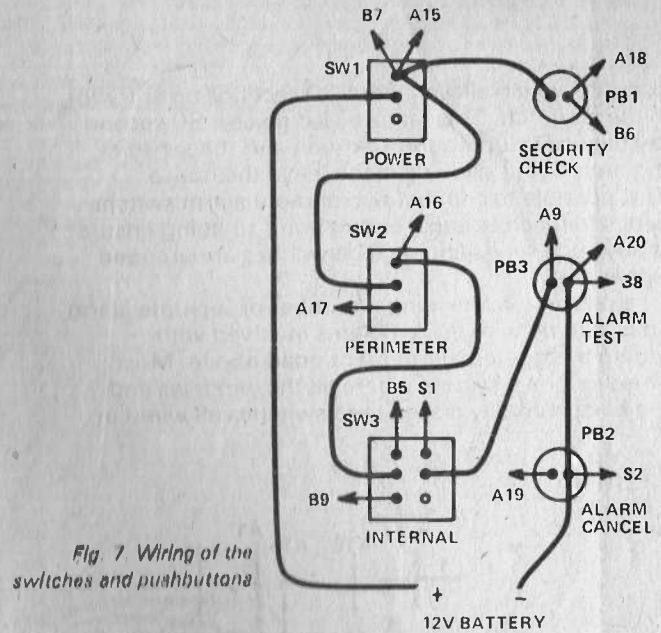 B7 A15
SW1
A18
PB1
B6
POWER
SECURITY
CHECK
A16
SW2
A9
A20
PB3
38
A17
ALARM
TEST
PERIMETER
B5 S1
SW3
PB2
S2
A19
B9
ALARM
CANCEL
INTERNAL
Fig. 7. Wiring of the
switches and pushbuttons
+ -
12V BATTERY